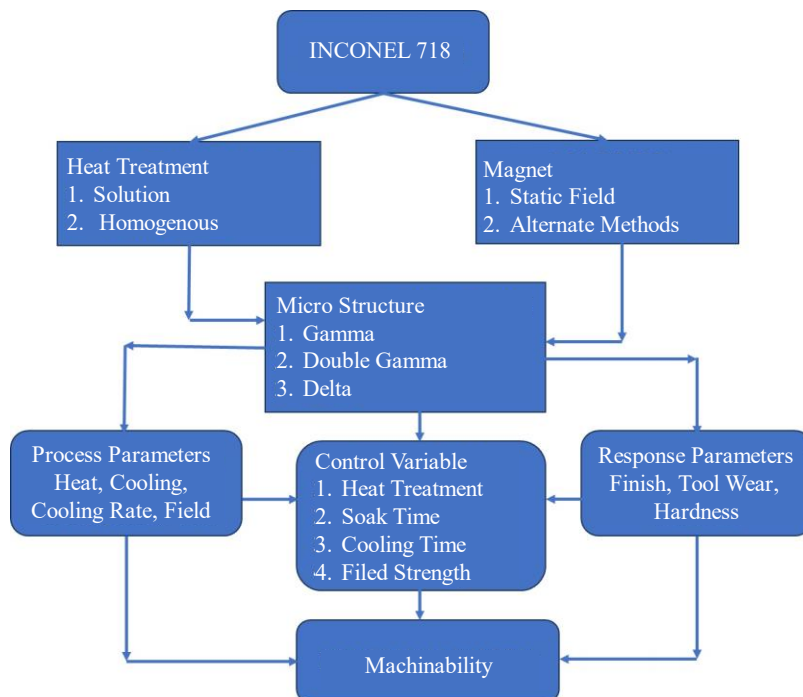 INCONEL 718
Heat Treatment
1. Solution
2. Homogenous
Magnet
1. Static Field
2. Alternate Methods
Micro Structure
1. Gamma
2. Double Gamma
3. Delta
Process Parameters
Heat, Cooling,
Cooling Rate, Field
Control Variable
1. Heat Treatment
2. Soak Time
3. Cooling Time
4. Filed Strength
Response Parameters
Finish, Tool Wear,
Hardness
Machinability